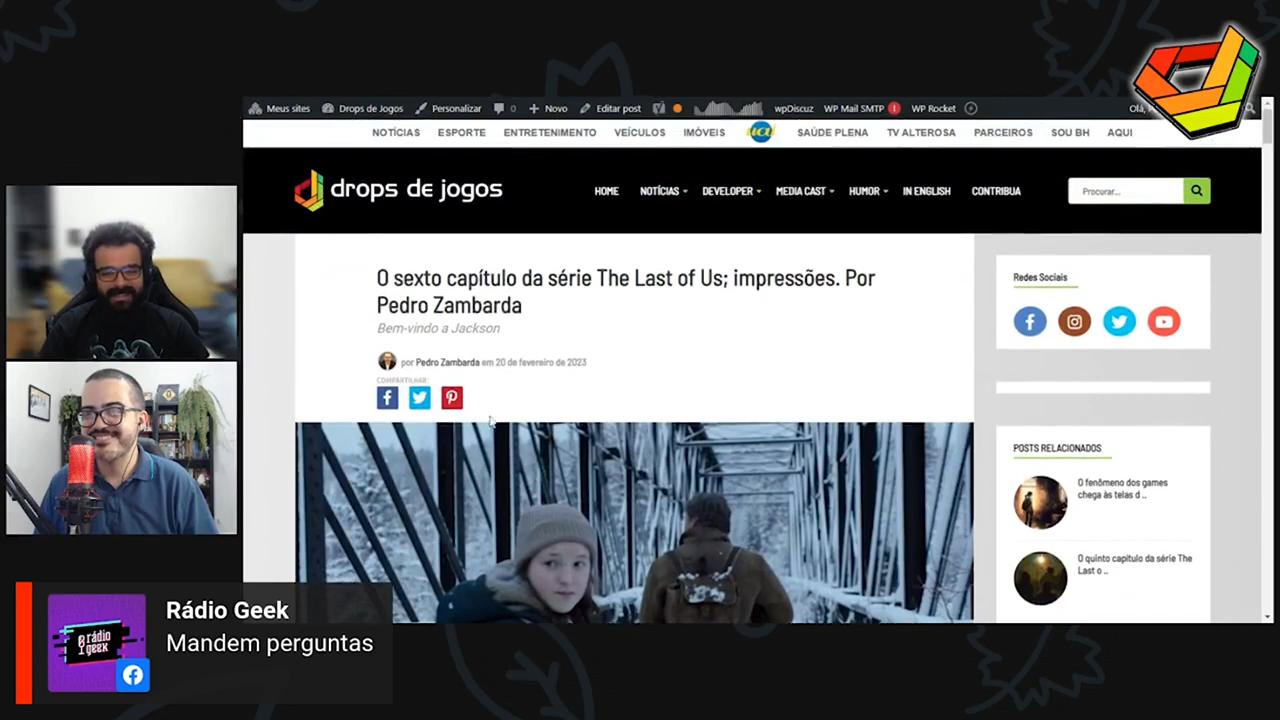 Meus sites Drops de Jogos Personalizar 0 Novo Editar post wpDiscuz WP Mail SMTP ! WP Rocket
NOTÍCIAS ESPORTE ENTRETENIMENTO VEÍCULOS IMÓVEIS uai SAÚDE PLENA TV ALTEROSA PARCEIROS SOU BH AQUI
drops de jogos
HOME NOTÍCIAS DEVELOPER MEDIA CAST HUMOR IN ENGLISH CONTRIBUA
Procurar...
O sexto capítulo da série The Last of Us; impressões. Por
Pedro Zambarda
Bem-vindo a Jackson
por Pedro Zambarda em 20 de fevereiro de 2023
COMPARTILHAR:
Redes Sociais
POSTS RELACIONADOS
O fenômeno dos games
chega às telas d ..
O quinto capítulo da série The
Last o ..
rádio
geek
Rádio Geek
Mandem perguntas